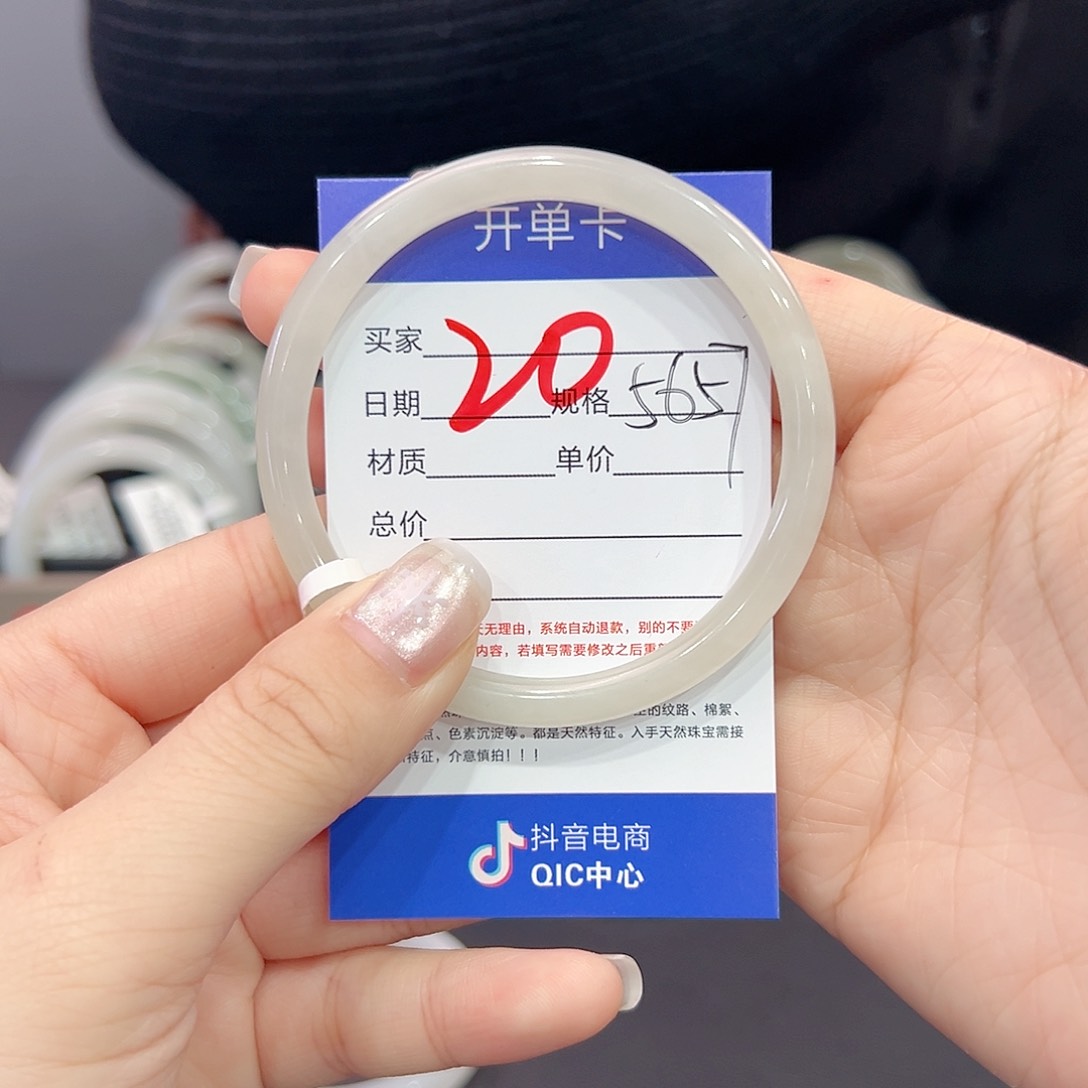 开单卡
买家
20
日期 规格 565
材质 单价
总价
天无理由，系统自动退款，别的不要
内容，若填写需要修改之后重
的纹路、棉絮、
点、色素沉淀等。都是天然特征。入手天然珠宝需接
特征，介意慎拍！！！
抖音电商
QIC中心